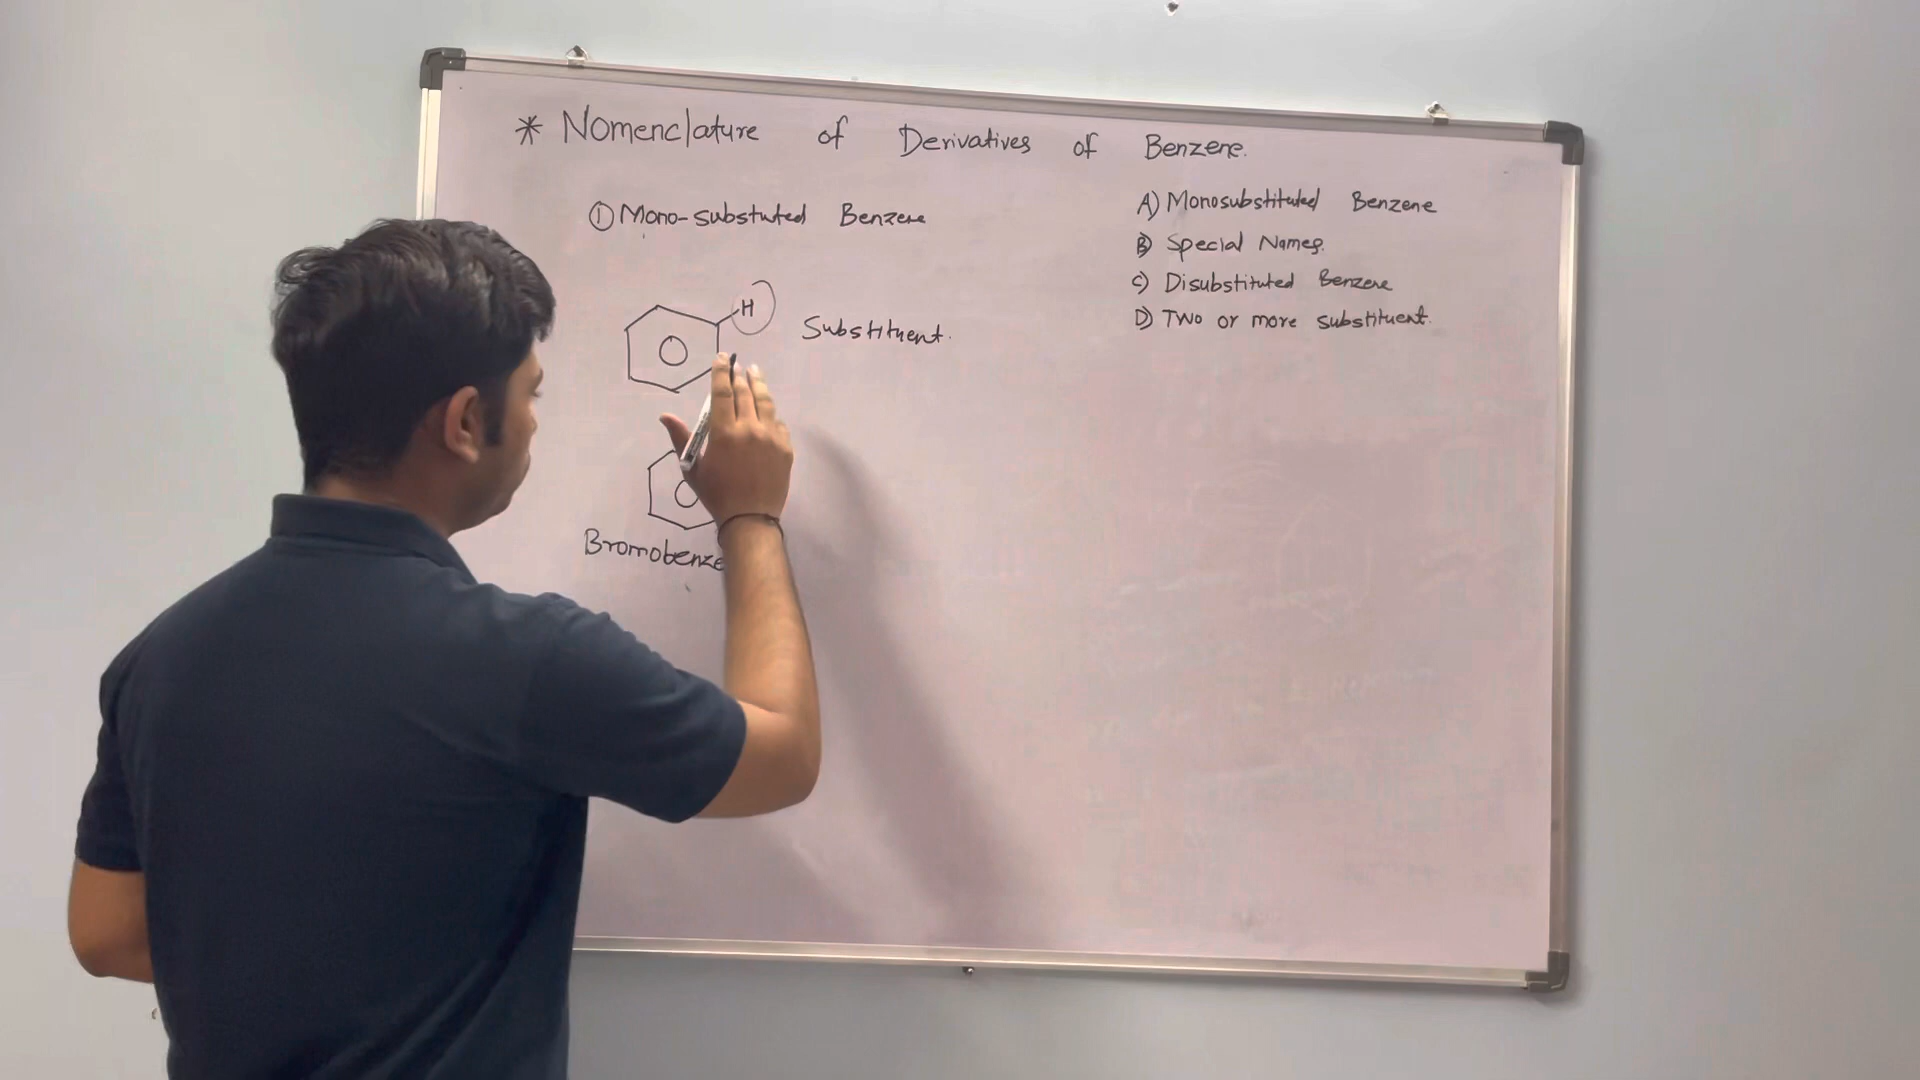 * Nomenclature of Derivatives of Benzene.
① Mono-substuted Benzene
H
Substituent.
Bromobenze
A) Monosubstituted Benzene
B) Special Names.
C) Disubstituted Benzene
D) Two or more substituent.